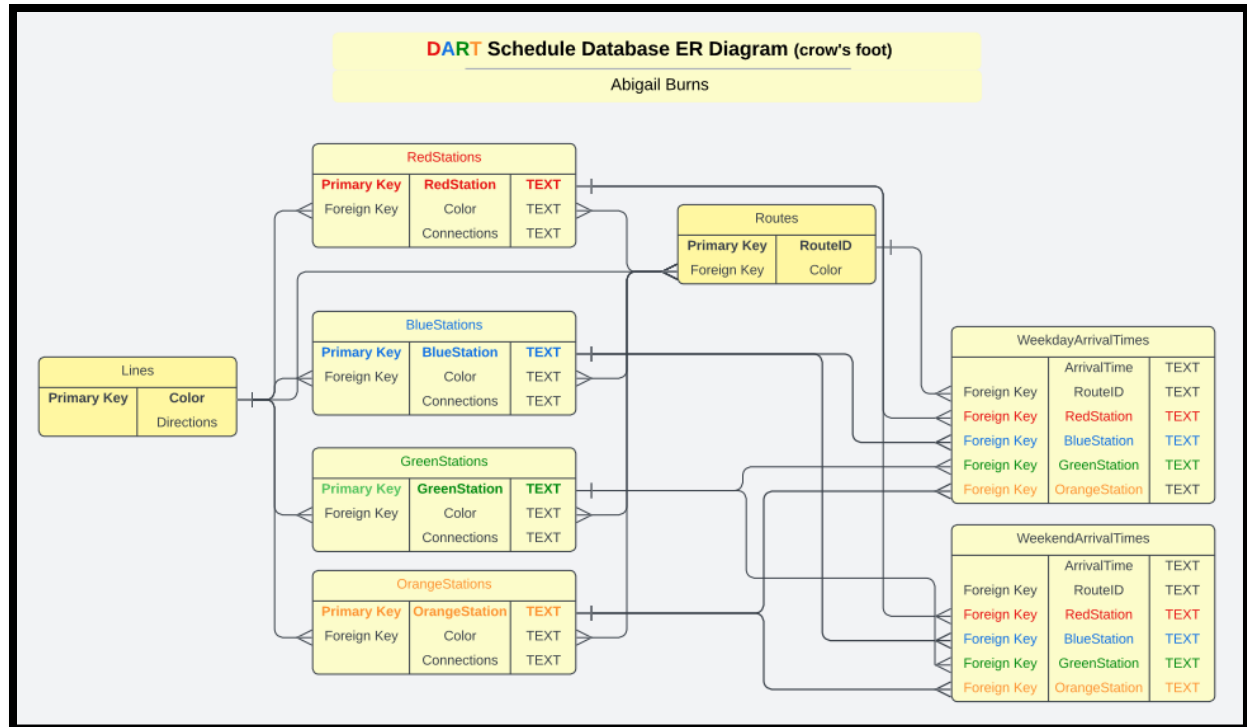 DART Schedule Database ER Diagram (crow's foot)
Abigail Burns
RedStations
Primary Key RedStation TEXT
Foreign Key Color TEXT
Connections TEXT
Routes
Primary Key RouteID
Foreign Key Color
BlueStations
Primary Key BlueStation TEXT
Foreign Key Color TEXT
Connections TEXT
Lines
Primary Key Color
Directions
GreenStations
Primary Key GreenStation TEXT
Foreign Key Color TEXT
Connections TEXT
OrangeStations
Primary Key OrangeStation TEXT
Foreign Key Color TEXT
Connections TEXT
WeekdayArrivalTimes
ArrivalTime TEXT
Foreign Key RouteID TEXT
Foreign Key RedStation TEXT
Foreign Key BlueStation TEXT
Foreign Key GreenStation TEXT
Foreign Key OrangeStation TEXT
WeekendArrivalTimes
ArrivalTime TEXT
Foreign Key RouteID TEXT
Foreign Key RedStation TEXT
Foreign Key BlueStation TEXT
Foreign Key GreenStation TEXT
Foreign Key OrangeStation TEXT